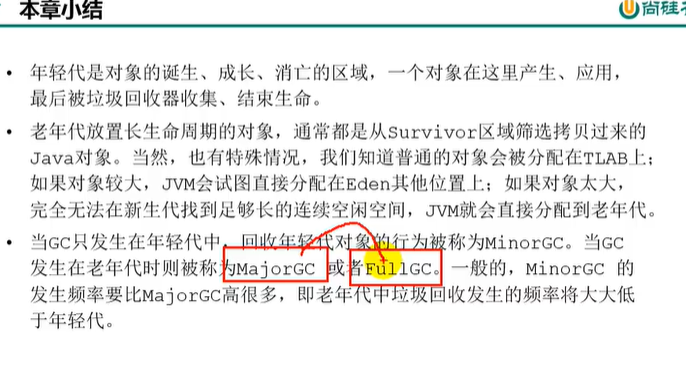 本章小结
尚硅谷
• 年轻代是对象的诞生、成长、消亡的区域，一个对象在这里产生、应用，
最后被垃圾回收器收集、结束生命。
• 老年代放置长生命周期的对象，通常都是从Survivor区域筛选拷贝过来的
Java对象。当然，也有特殊情况，我们知道普通的对象会被分配在TLAB上；
如果对象较大，JVM会试图直接分配在Eden其他位置上；如果对象太大，
完全无法在新生代找到足够长的连续空闲空间，JVM就会直接分配到老年代。
• 当GC只发生在年轻代中，回收年轻代对象的行为被称为MinorGC。当GC
发生在老年代时则被称为MajorGC 或者FullGC。一般的，MinorGC 的
发生频率要比MajorGC高很多，即老年代中垃圾回收发生的频率将大大低
于年轻代。